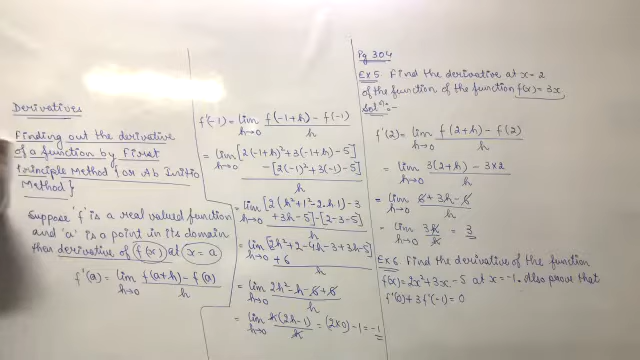 Derivatives
Finding out the derivative
of a function by First
Principle Method {or Ab Initio
Method}
Suppose 'f' is a real valued function
and 'a' is a point in its domain
then derivative of f(x) at x = a
f'(a) = lim h→0 f(a+h) - f(a) / h
f'(-1) = lim h→0 f(-1+h) - f(-1) / h
= lim h→0 [2(-1+h)²+3(-1+h)-5]
-[2(-1)²+3(-1)-5] / h
= lim h→0 [2(h²+1²-2.h.1)-3
+3h-5]-[2-3-5] / h
= lim h→0 [2h²+2-4h-3+3h-5]
+6 / h
= lim h→0 2h²-h-6+6 / h
= lim h→0 h(2h-1) / h = (2×0)-1 = -1
Pg 304
Ex 5. Find the derivative at x=2
of the function of the function f(x)= 3x,
Solⁿ:-
f'(2) = lim h→0 f(2+h) - f(2) / h
= lim h→0 3(2+h) - 3×2 / h
= lim h→0 6+3h-6 / h
= lim h→0 3h / h = 3
Ex 6. Find the derivative of the function
f(x)=2x²+3x-5 at x=-1. Also prove that
f'(0)+3f'(-1)=0